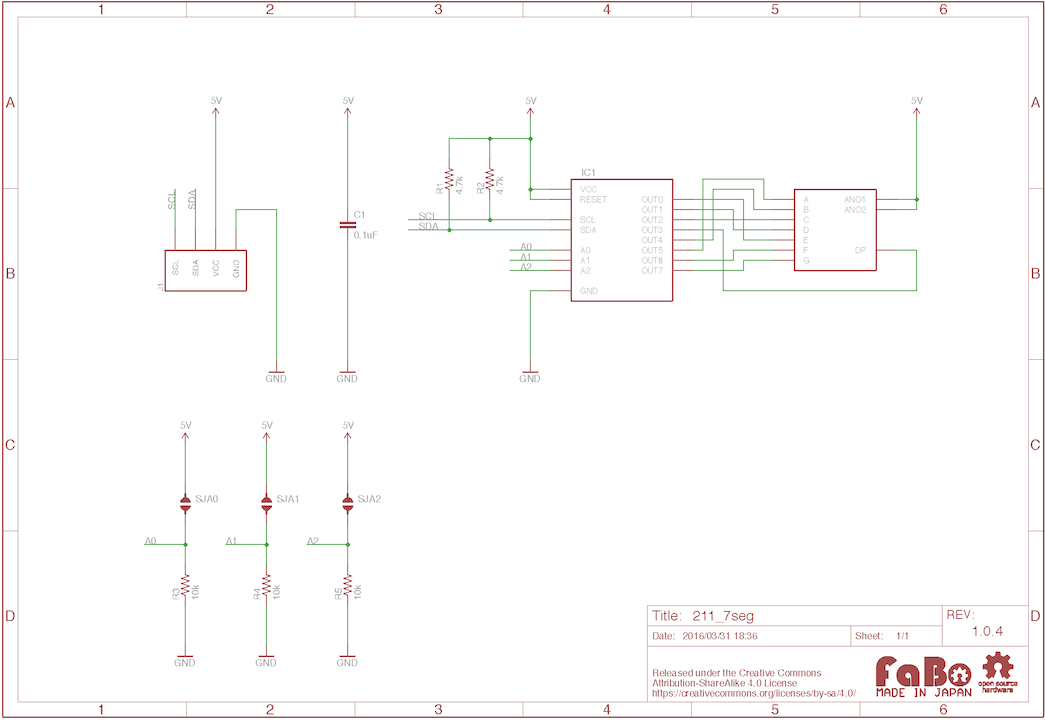 1 2 3 4 5 6
A A
B B
C C
D D
5V 5V 5V 5V
SCL SDA
SCL SDA VCC GND
J1
GND
C1
0.1uF
GND
R1 4.7k R2 4.7k
SCL
SDA
A0
A1
A2
GND
IC1
VCC
RESET
SCL
SDA
A0
A1
A2
GND
OUT0
OUT1
OUT2
OUT3
OUT4
OUT5
OUT6
OUT7
A
B
C
D
E
F
G
ANO1
ANO2
DP
5V 5V 5V
SJA0 SJA1 SJA2
A0 A1 A2
R3 10k R4 10k R5 10k
GND GND GND
Title: 211_7seg
REV:
1.0.4
Date: 2016/03/31 18:36
Sheet: 1/1
Released under the Creative Commons
Attribution-ShareAlike 4.0 License
https://creativecommons.org/licenses/by-sa/4.0/
FaBo
MADE IN JAPAN
open source
hardware
1 2 3 4 5 6